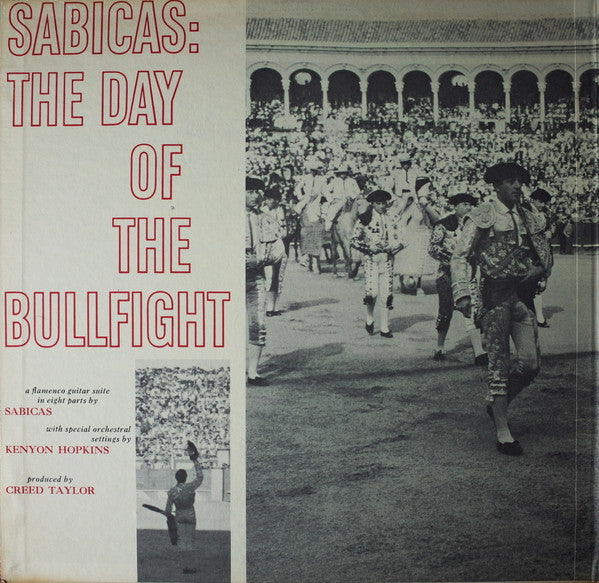 SABICAS:
THE DAY
OF
THE
BULLFIGHT
a flamenco guitar suite
in eight parts by
SABICAS
with special orchestral
settings by
KENYON HOPKINS
produced by
CREED TAYLOR